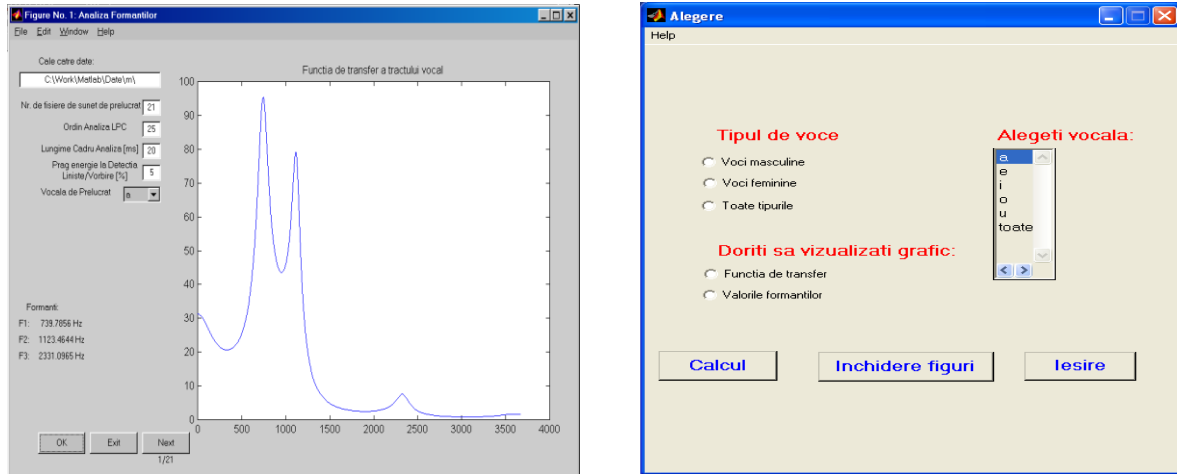 Figure No. 1: Analiza Formantilor
File Edit Window Help
Cale catre date:
C:\Work\Matlab\Date\m\
Nr. de fisiere de sunet de prelucrat 21
Ordin Analiza LPC 25
Lungime Cadru Analiza [ms] 20
Prag energie la Detectia
Liniste/Vorbire [%] 5
Vocala de Prelucrat a
Formanti:
F1: 739.7856 Hz
F2: 1123.4644 Hz
F3: 2331.0965 Hz
OK Exit Next
1/21
Functia de transfer a tractului vocal
100
90
80
70
60
50
40
30
20
10
0
0 500 1000 1500 2000 2500 3000 3500 4000
Alegere
Help
Tipul de voce
Voci masculine
Voci feminine
Toate tipurile
Alegeti vocala:
a
e
i
o
u
toate
Doriti sa vizualizati grafic:
Functia de transfer
Valorile formantilor
Calcul Inchidere figuri Iesire